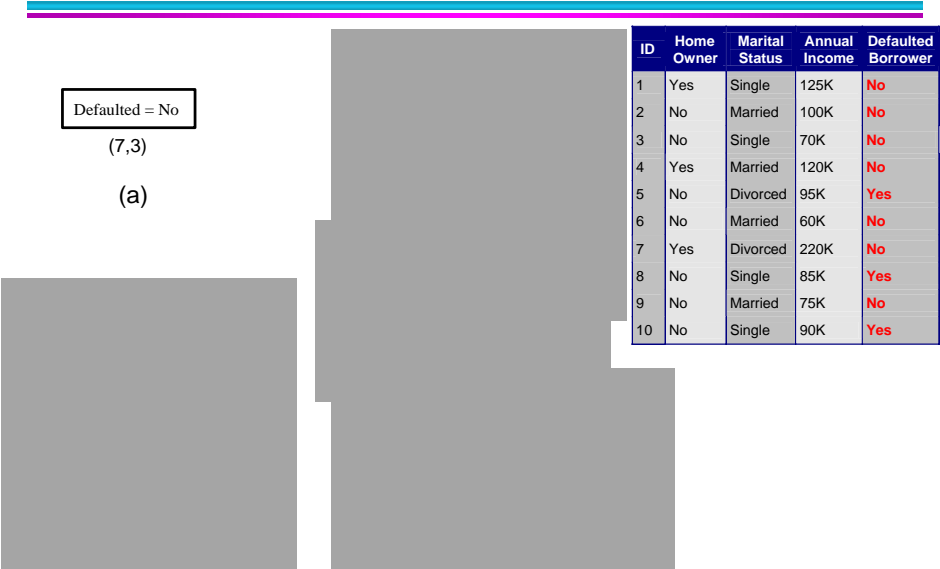 Defaulted = No
(7,3)
(a)
ID Home Owner Marital Status Annual Income Defaulted Borrower
1 Yes Single 125K No
2 No Married 100K No
3 No Single 70K No
4 Yes Married 120K No
5 No Divorced 95K Yes
6 No Married 60K No
7 Yes Divorced 220K No
8 No Single 85K Yes
9 No Married 75K No
10 No Single 90K Yes